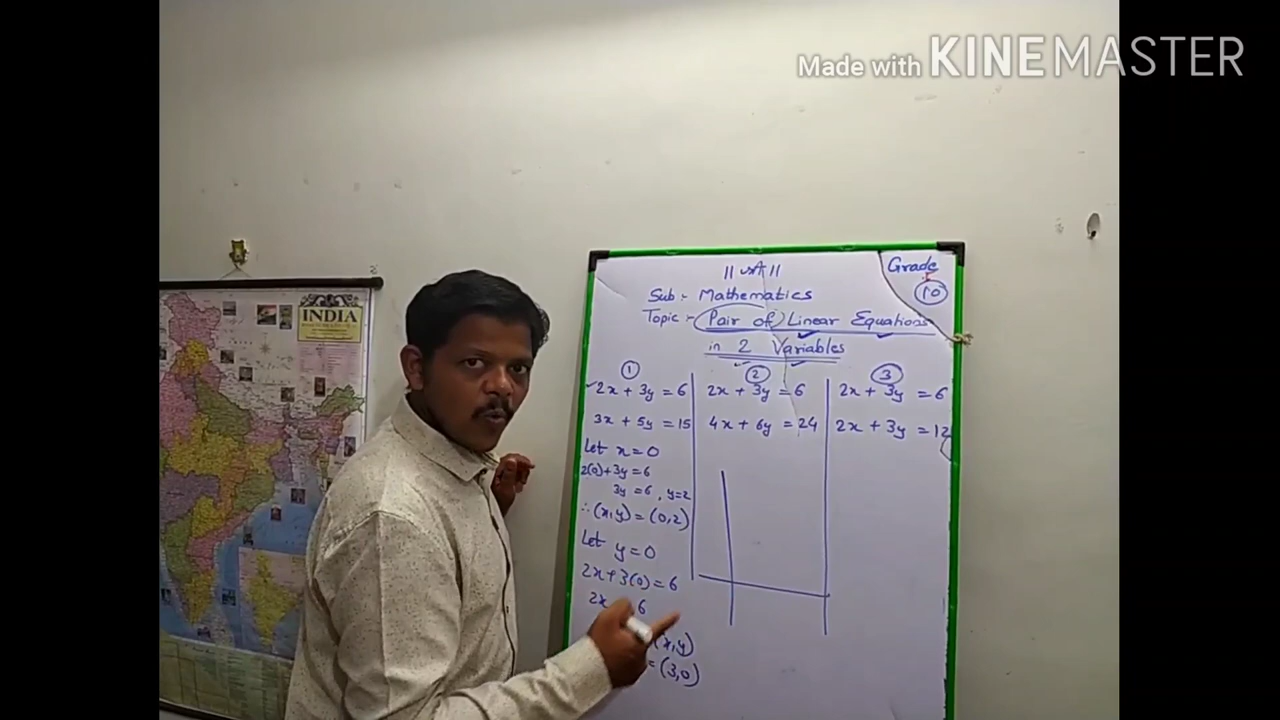 Made with KINEMASTER
INDIA
Grade
10
Sub :- Mathematics
Topic :- Pair of Linear Equations
in 2 Variables
1
2x + 3y = 6
3x + 5y = 15
Let x = 0
2(0) + 3y = 6
3y = 6 , y = 2
∴ (x, y) = (0, 2)
Let y = 0
2x + 3(0) = 6
2x 6
(x, y)
= (3, 0)
2
2x + 3y = 6
4x + 6y = 24
3
2x + 3y = 6
2x + 3y = 12